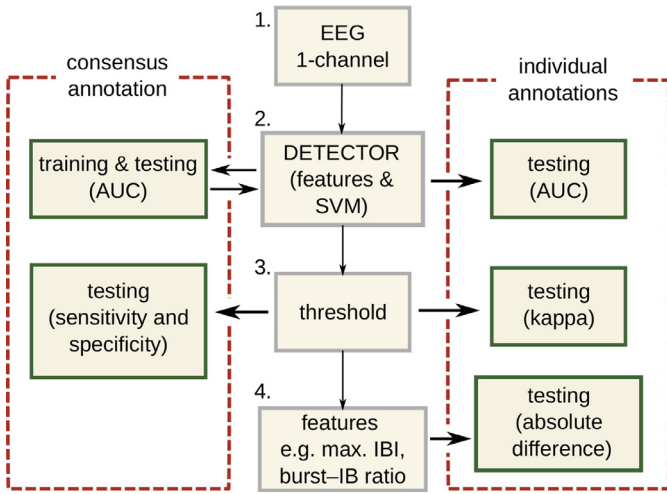 1.
EEG
1-channel
consensus
annotation
individual
annotations
2.
training & testing
(AUC)
DETECTOR
(features &
SVM)
testing
(AUC)
3.
testing
(sensitivity and
specificity)
threshold
testing
(kappa)
4.
features
e.g. max. IBI,
burst–IB ratio
testing
(absolute
difference)